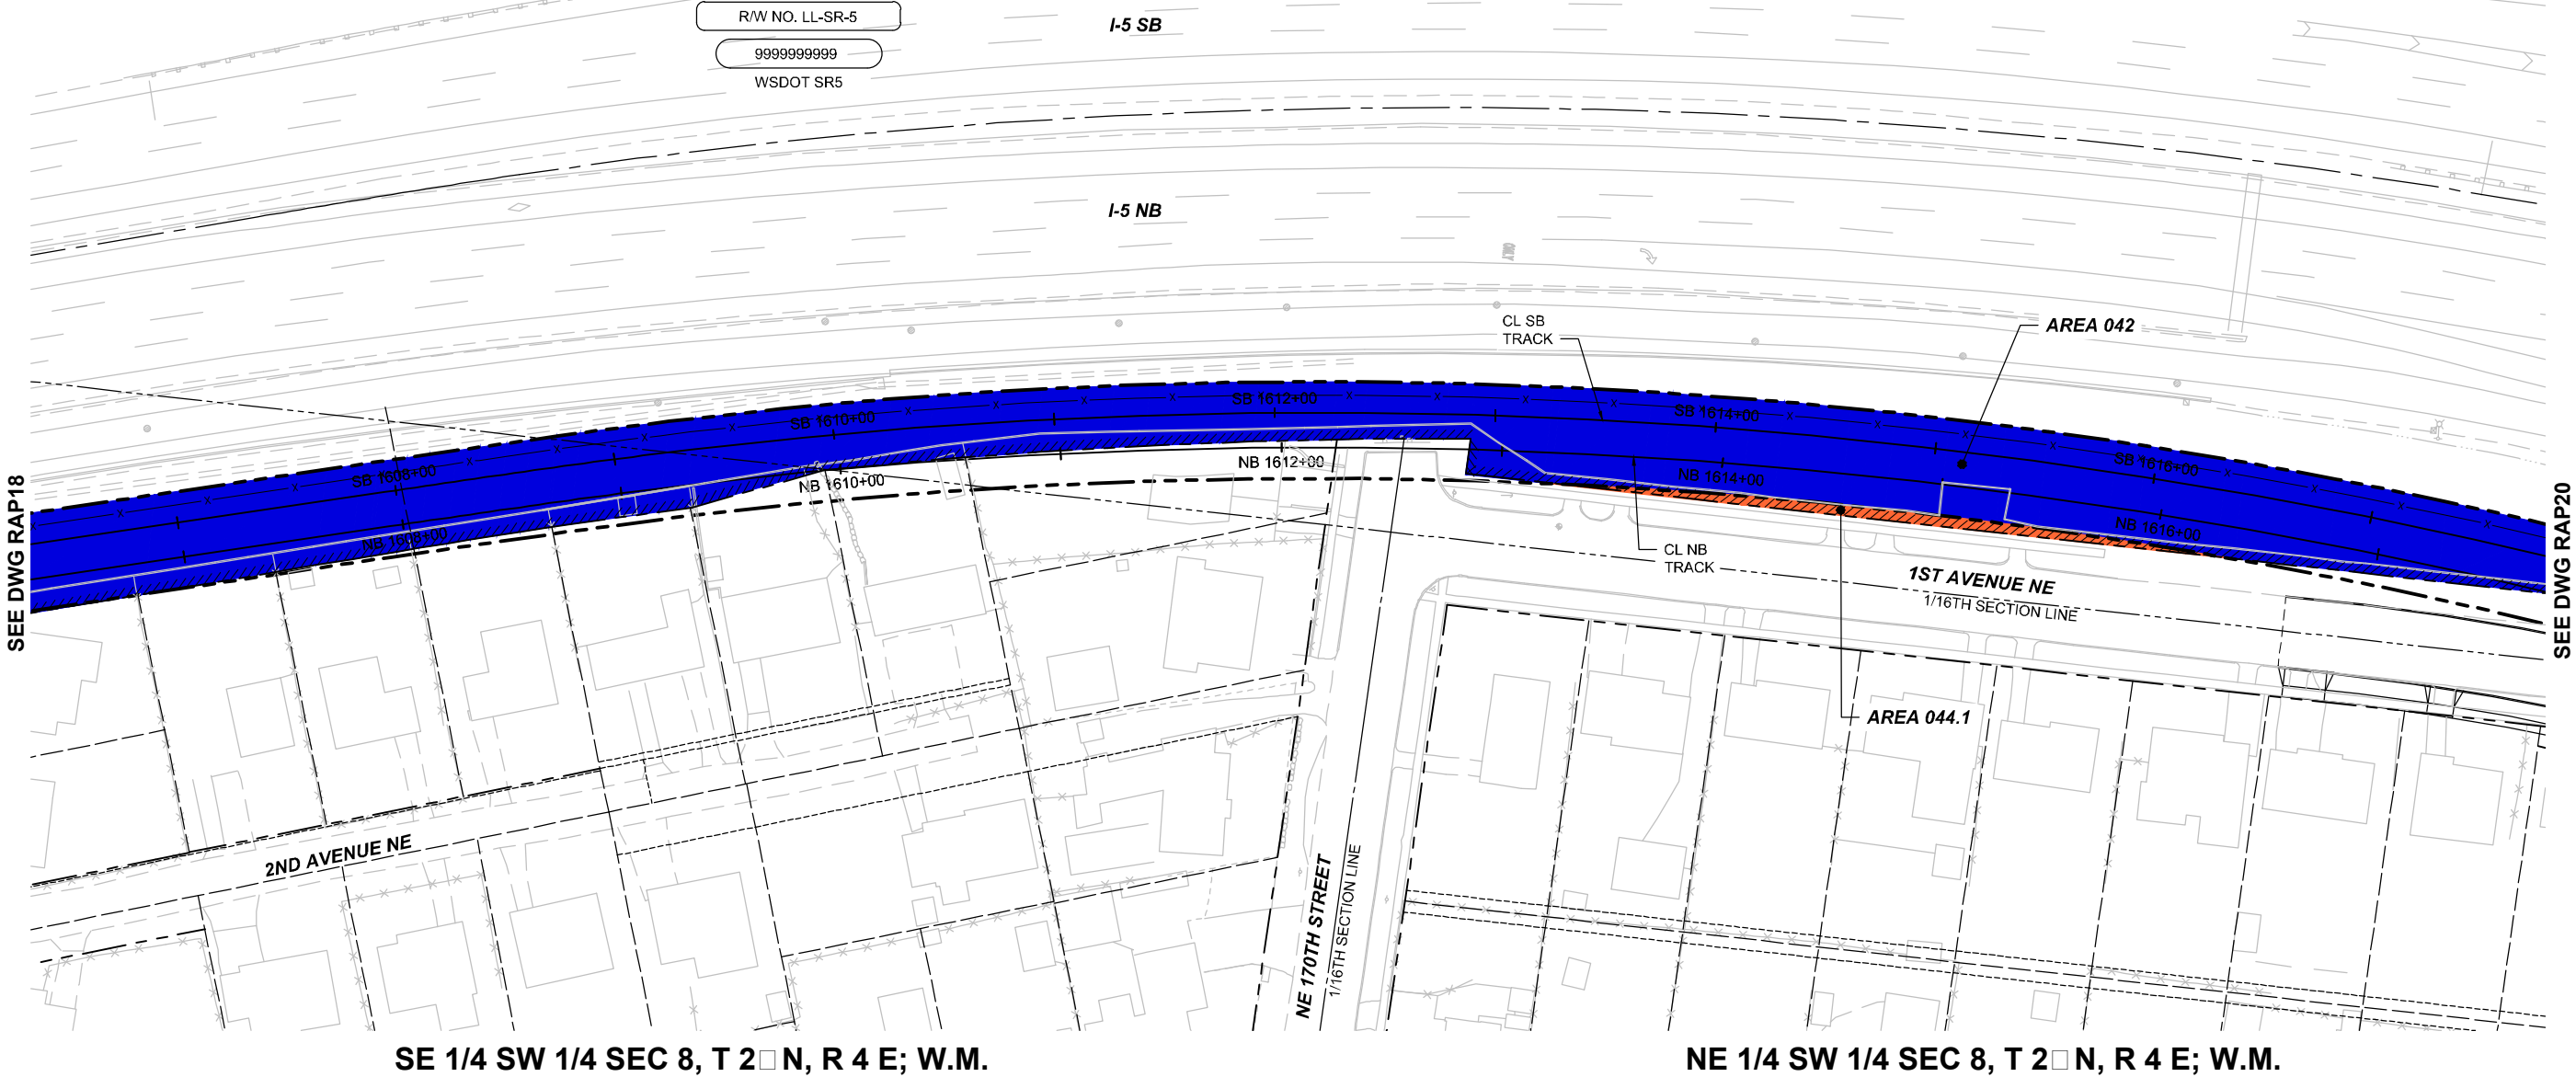 R/W NO. LL-SR-5
9999999999
WSDOT SR5
I-5 SB
I-5 NB
CL SB
TRACK
AREA 042
SB 1608+00
SB 1610+00
SB 1612+00
SB 1614+00
SB 1616+00
NB 1608+00
NB 1610+00
NB 1612+00
NB 1614+00
NB 1616+00
SEE DWG RAP18
SEE DWG RAP20
CL NB
TRACK
1ST AVENUE NE
1/16TH SECTION LINE
AREA 044.1
2ND AVENUE NE
NE 170TH STREET
1/16TH SECTION LINE
SE 1/4 SW 1/4 SEC 8, T 2□ N, R 4 E; W.M.
NE 1/4 SW 1/4 SEC 8, T 2□ N, R 4 E; W.M.